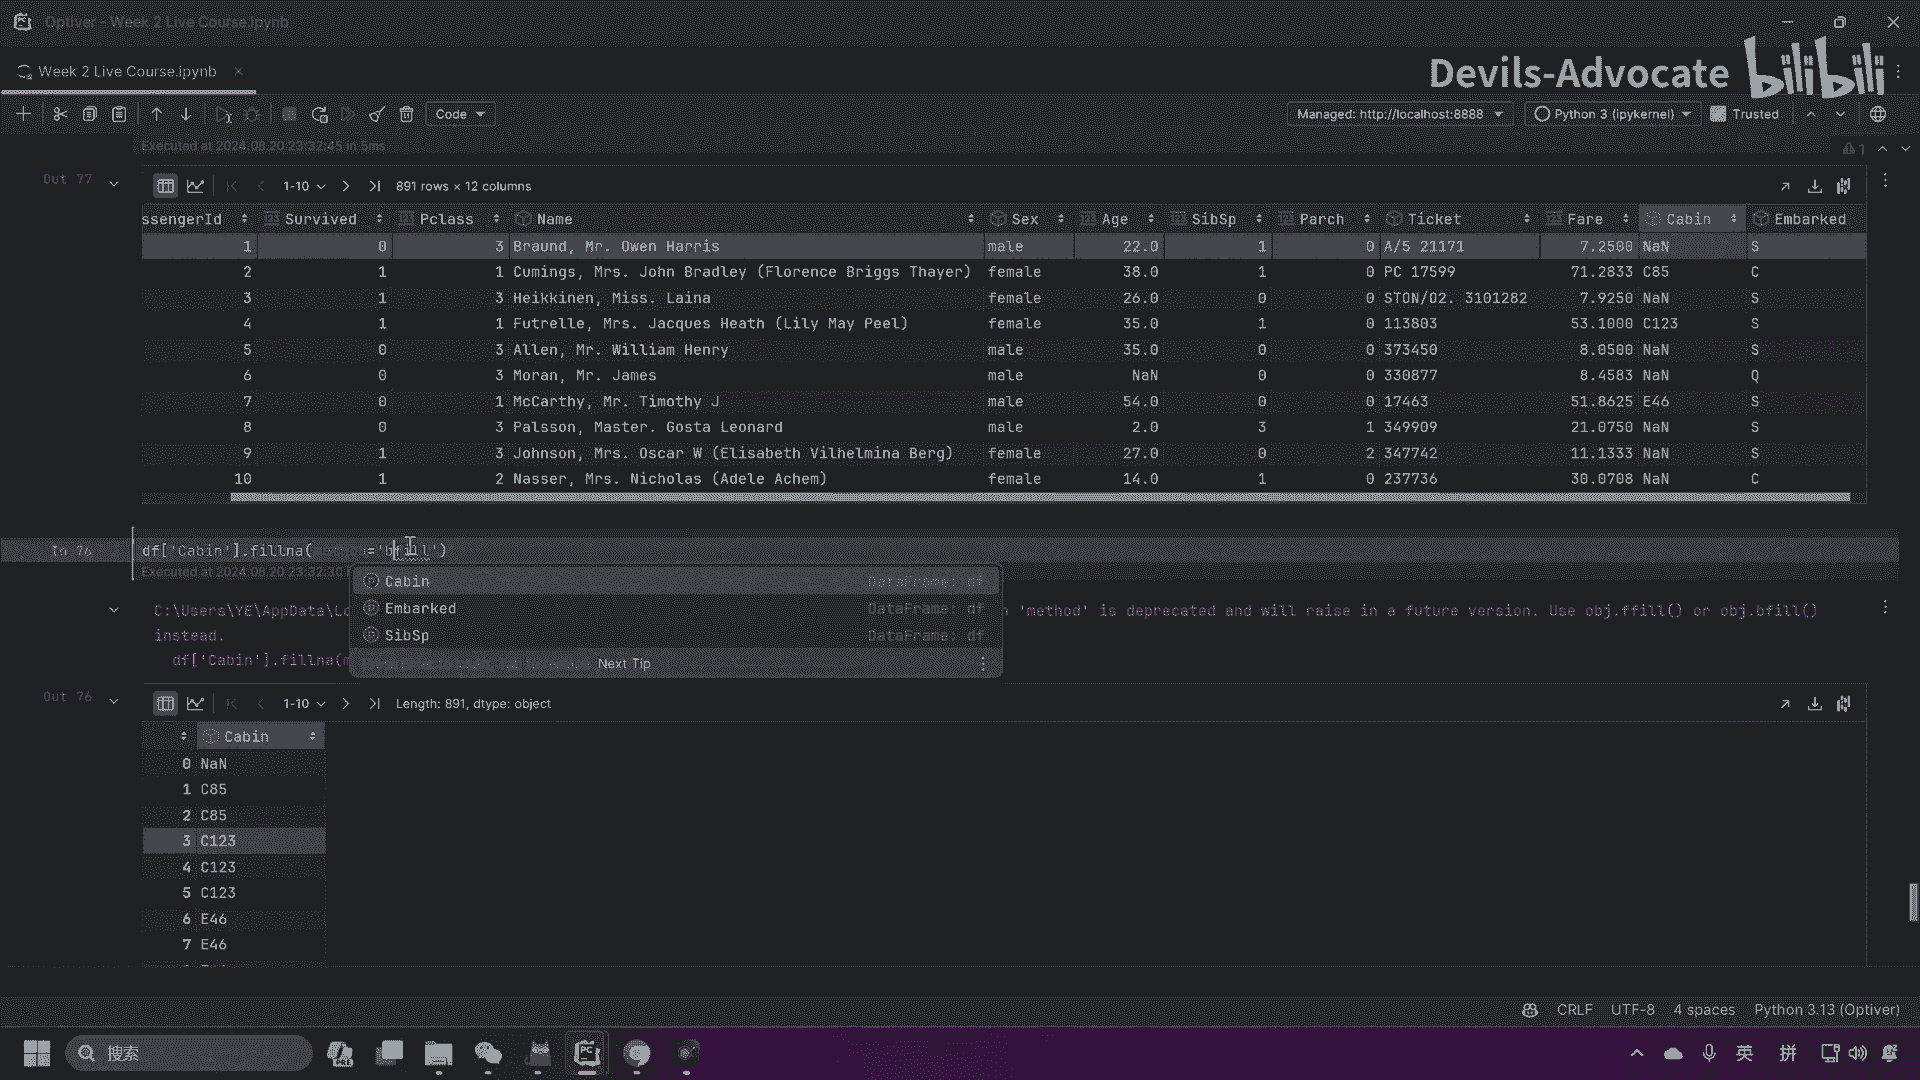 Optiver - Week 2 Live Course.ipynb
Week 2 Live Course.ipynb
Devils-Advocate bilibili
Code
Managed: http://localhost:8888
Python 3 (ipykernel)
Trusted
Executed at 2024.08.20 23:32:45 in 5ms
1
Out 77
1-10
891 rows × 12 columns
ssengerId Survived Pclass Name Sex Age SibSp Parch Ticket Fare Cabin Embarked
1 0 3 Braund, Mr. Owen Harris male 22.0 1 0 A/5 21171 7.2500 NaN S
2 1 1 Cumings, Mrs. John Bradley (Florence Briggs Thayer) female 38.0 1 0 PC 17599 71.2833 C85 C
3 1 3 Heikkinen, Miss. Laina female 26.0 0 0 STON/O2. 3101282 7.9250 NaN S
4 1 1 Futrelle, Mrs. Jacques Heath (Lily May Peel) female 35.0 1 0 113803 53.1000 C123 S
5 0 3 Allen, Mr. William Henry male 35.0 0 0 373450 8.0500 NaN S
6 0 3 Moran, Mr. James male NaN 0 0 330877 8.4583 NaN Q
7 0 1 McCarthy, Mr. Timothy J male 54.0 0 0 17463 51.8625 E46 S
8 0 3 Palsson, Master. Gosta Leonard male 2.0 3 1 349909 21.0750 NaN S
9 1 3 Johnson, Mrs. Oscar W (Elisabeth Vilhelmina Berg) female 27.0 0 2 347742 11.1333 NaN S
10 1 2 Nasser, Mrs. Nicholas (Adele Achem) female 14.0 1 0 237736 30.0708 NaN C
In 76
df['Cabin'].fillna(method='bfill')
Executed at 2024.08.20 23:32:30
Cabin DataFrame: df
Embarked DataFrame: df
SibSp DataFrame: df
Press Enter to insert, Tab to replace Next Tip
C:\Users\YE\AppData\Lo 'method' is deprecated and will raise in a future version. Use obj.ffill() or obj.bfill()
instead.
df['Cabin'].fillna(m
Out 76
1-10
Length: 891, dtype: object
Cabin
0 NaN
1 C85
2 C85
3 C123
4 C123
5 C123
6 E46
7 E46
CRLF UTF-8 4 spaces Python 3.13 (Optiver)
搜索
英
拼